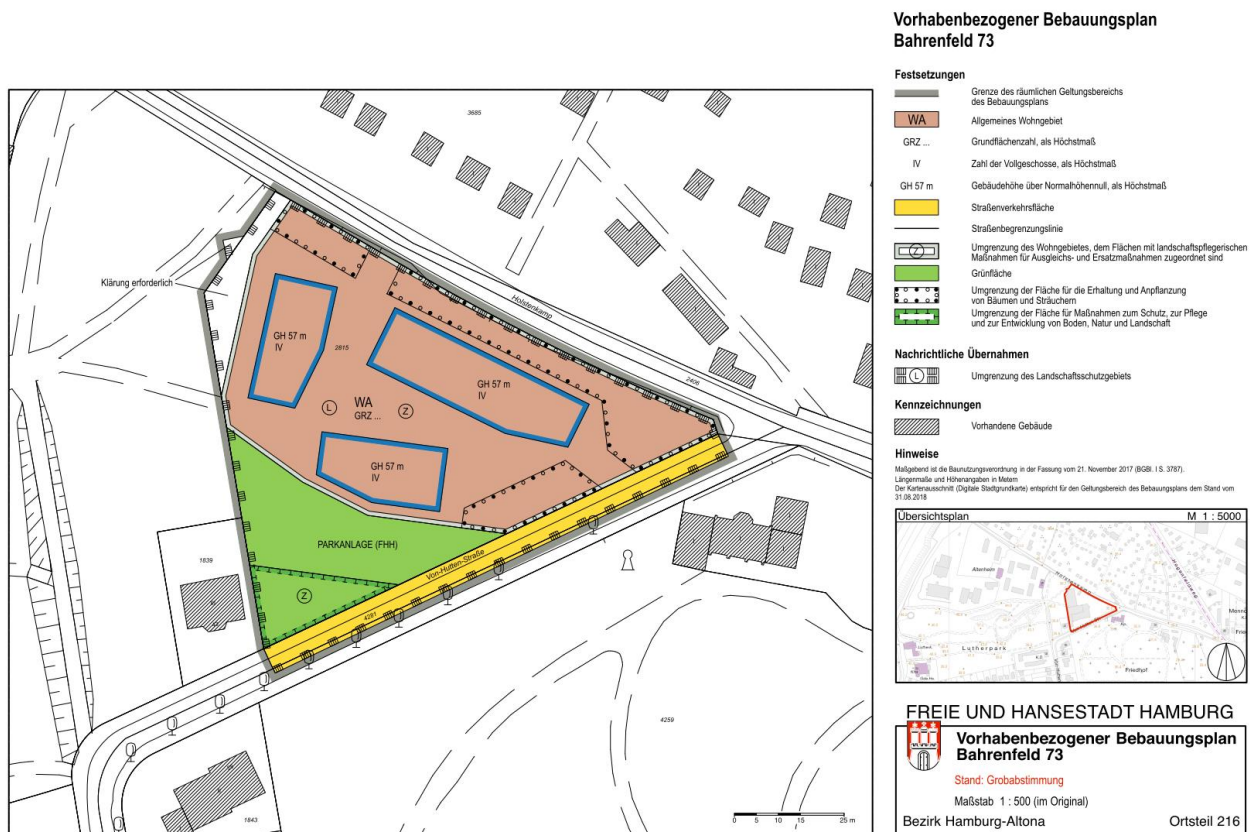 Vorhabenbezogener Bebauungsplan
Bahrenfeld 73
Festsetzungen
Grenze des räumlichen Geltungsbereichs
des Bebauungsplans
WA Allgemeines Wohngebiet
GRZ ... Grundflächenzahl, als Höchstmaß
IV Zahl der Vollgeschosse, als Höchstmaß
GH 57 m Gebäudehöhe über Normalhöhennull, als Höchstmaß
Straßenverkehrsfläche
Straßenbegrenzungslinie
Z Umgrenzung des Wohngebietes, dem Flächen mit landschaftspflegerischen
Maßnahmen für Ausgleichs- und Ersatzmaßnahmen zugeordnet sind
Grünfläche
Umgrenzung der Fläche für die Erhaltung und Anpflanzung
von Bäumen und Sträuchern
Umgrenzung der Fläche für Maßnahmen zum Schutz, zur Pflege
und zur Entwicklung von Boden, Natur und Landschaft
Nachrichtliche Übernahmen
L Umgrenzung des Landschaftsschutzgebiets
Kennzeichnungen
Vorhandene Gebäude
Hinweise
Maßgebend ist die Baunutzungsverordnung in der Fassung vom 21. November 2017 (BGBl. I S. 3787).
Längenmaße und Höhenangaben in Metern
Der Kartenausschnitt (Digitale Stadtgrundkarte) entspricht für den Geltungsbereich des Bebauungsplans dem Stand vom
31.08.2018
Übersichtsplan M 1 : 5000
Altenheim
Holstenkamp
Lutherpark
Friedhof
FREIE UND HANSESTADT HAMBURG
Vorhabenbezogener Bebauungsplan
Bahrenfeld 73
Stand: Grobabstimmung
Maßstab 1 : 500 (im Original)
Bezirk Hamburg-Altona Ortsteil 216
3685
Klärung erforderlich
Holstenkamp
GH 57 m
IV
2815
2406
GH 57 m
IV
WA
GRZ ...
L
Z
GH 57 m
IV
PARKANLAGE (FHH)
Von-Hutten-Straße
1839
Z
4281
4259
1843
0 5 10 15 25 m